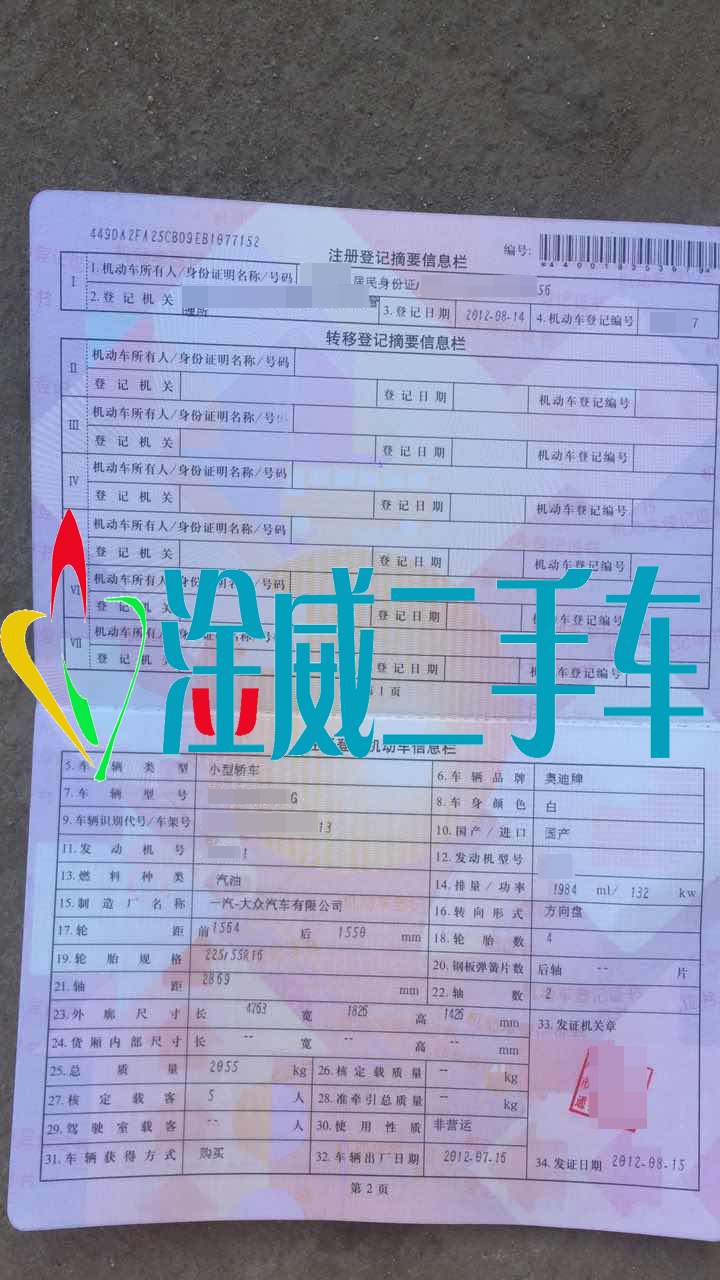 449DA2FA25CBD9EB1077152
编号:
注册登记摘要信息栏
I 1.机动车所有人/身份证明名称/号码 居民身份证/ 56
2.登记机关 3.登记日期 2012-08-14 4.机动车登记编号 7
转移登记摘要信息栏
II 机动车所有人/身份证明名称/号码
登记机关 登记日期 机动车登记编号
III 机动车所有人/身份证明名称/号码
登记机关 登记日期 机动车登记编号
IV 机动车所有人/身份证明名称/号码
登记机关 登记日期 机动车登记编号
机动车所有人/身份证明名称/号码
登记机关 登记日期 机动车登记编号
VI 机动车所有人/身份证明名称/号码
登记机关 登记日期 机动车登记编号
VII 机动车所有人/身份证明名称/号码
登记机关 登记日期 机动车登记编号
第1页
淦威二手车
机动车信息栏
5.车辆类型 小型轿车 6.车辆品牌 奥迪牌
7.车辆型号 G 8.车身颜色 白
9.车辆识别代号/车架号 13 10.国产/进口 国产
11.发动机号 1 12.发动机型号
13.燃料种类 汽油 14.排量/功率 1984 ml/ 132 kw
15.制造厂名称 一汽-大众汽车有限公司 16.转向形式 方向盘
17.轮距 前 1564 后 1550 mm 18.轮胎数 4
19.轮胎规格 225/55R16 20.钢板弹簧片数 后轴 -- 片
21.轴距 2869 mm 22.轴数 2
23.外廓尺寸 长 4763 宽 1826 高 1426 mm 33.发证机关章
24.货厢内部尺寸 长 -- 宽 -- 高 -- mm
25.总质量 2055 kg 26.核定载质量 -- kg
27.核定载客 5 人 28.准牵引总质量 -- kg
29.驾驶室载客 -- 人 30.使用性质 非营运
31.车辆获得方式 购买 32.车辆出厂日期 2012-07-16 34.发证日期 2012-08-15
第2页